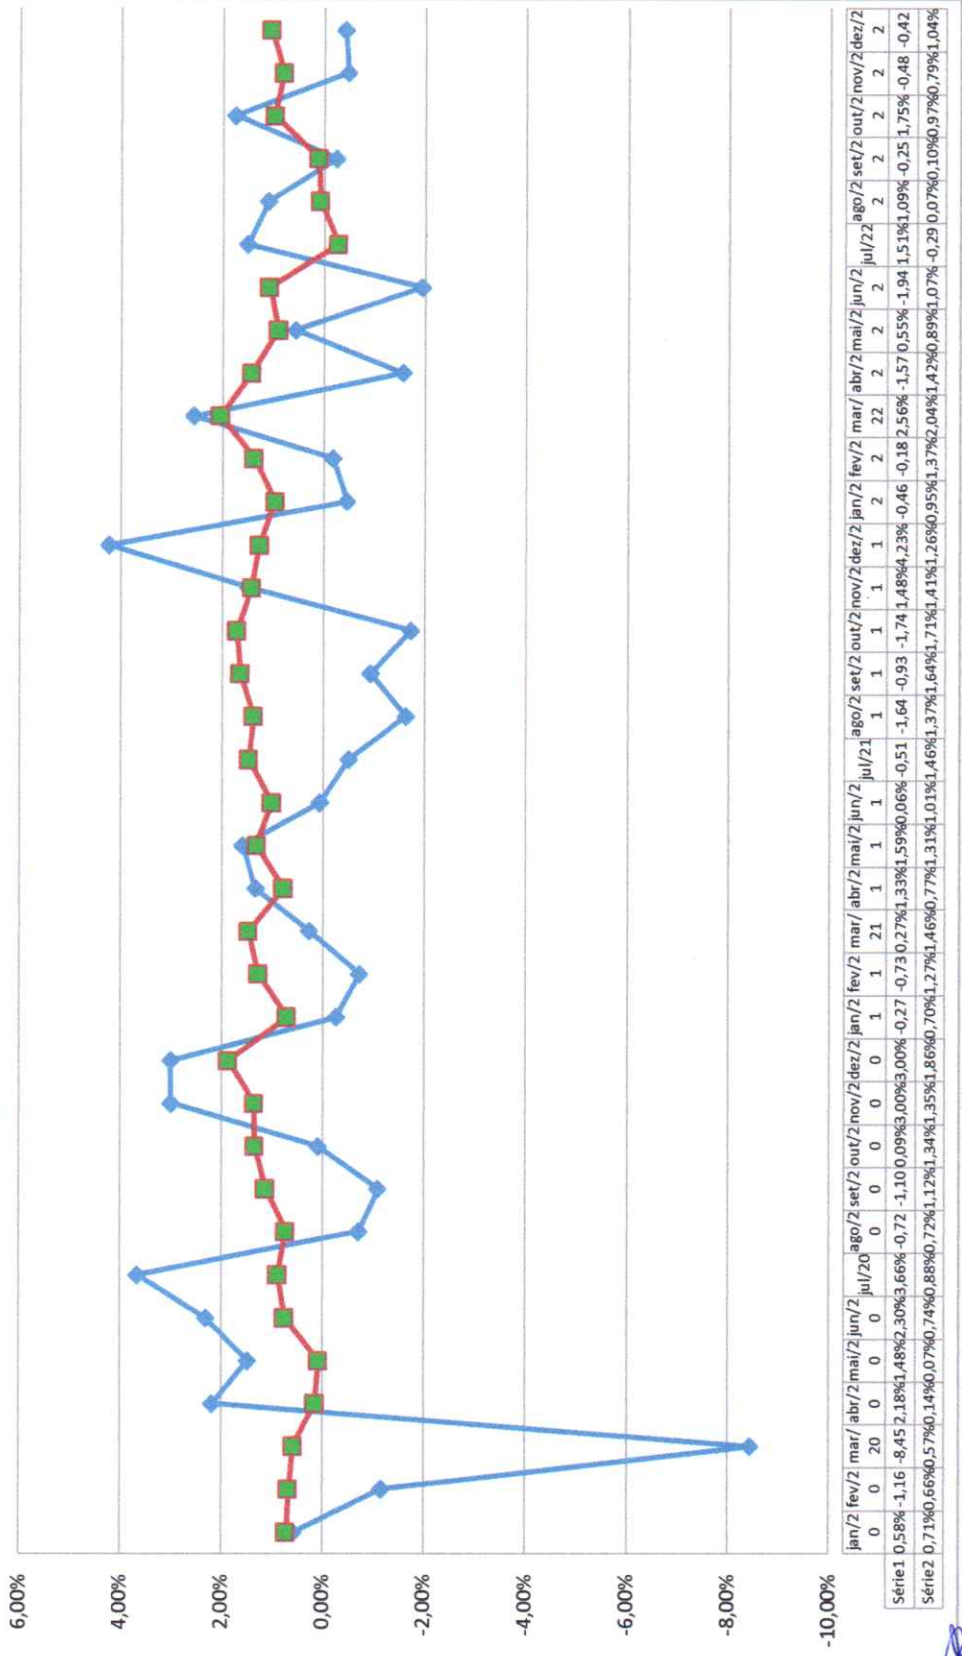 6,00%
4,00%
2,00%
0,00%
-2,00%
-4,00%
-6,00%
-8,00%
-10,00%
jan/2 fev/2 mar/ abr/2 mai/2 jun/2 jul/20 ago/2 set/2 out/2 nov/2 dez/2 jan/2 fev/2 mar/ abr/2 mai/2 jun/2 jul/21 ago/2 set/2 out/2 nov/2 dez/2 jan/2 fev/2 mar/ abr/2 mai/2 jun/2 jul/22 ago/2 set/2 out/2 nov/2 dez/2
0 0 20 0 0 0 0 0 0 0 0 1 1 21 1 1 1 1 1 1 1 1 2 2 22 2 2 2 2 2 2 2 2
Série1 0,58% -1,16 -8,45 2,18% 1,48% 2,30% 3,66% -0,72 -1,10 0,09% 3,00% 3,00% -0,27 -0,73 0,27% 1,33% 1,59% 0,06% -0,51 -1,64 -0,93 -1,74 1,48% 4,23% -0,46 -0,18 2,56% -1,57 0,55% -1,94 1,51% 1,09% -0,25 1,75% -0,48 -0,42
Série2 0,71% 0,66% 0,57% 0,14% 0,07% 0,74% 0,88% 0,72% 1,12% 1,34% 1,35% 1,86% 0,70% 1,27% 1,46% 0,77% 1,31% 1,01% 1,46% 1,37% 1,64% 1,71% 1,41% 1,26% 0,95% 1,37% 2,04% 1,42% 0,89% 1,07% -0,29 0,07% 0,10% 0,97% 0,79% 1,04%